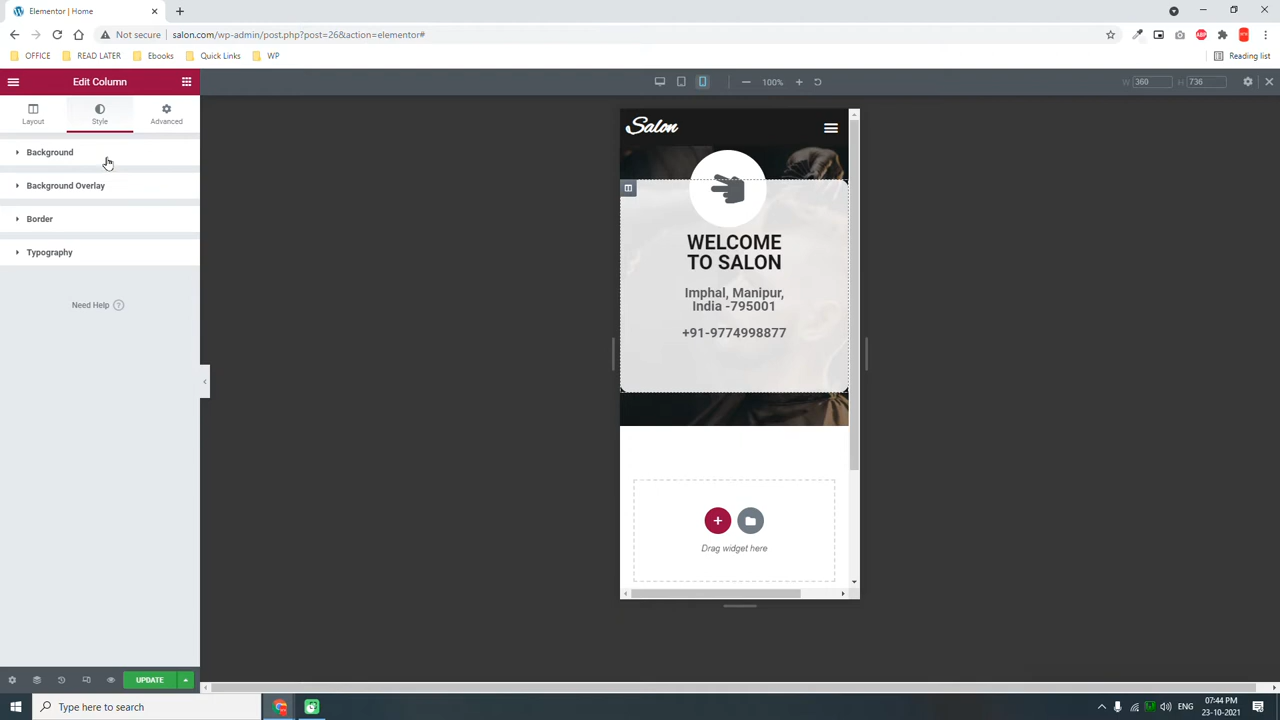 Elementor | Home
Not secure
salon.com/wp-admin/post.php?post=26&action=elementor#
OFFICE
READ LATER
Ebooks
Quick Links
WP
Reading list
Edit Column
100%
W 360
H 736
Layout
Style
Advanced
Background
Background Overlay
Border
Typography
Need Help ?
Salon
WELCOME
TO SALON
Imphal, Manipur,
India -795001
+91-9774998877
Drag widget here
UPDATE
Type here to search
ENG
07:44 PM
23-10-2021